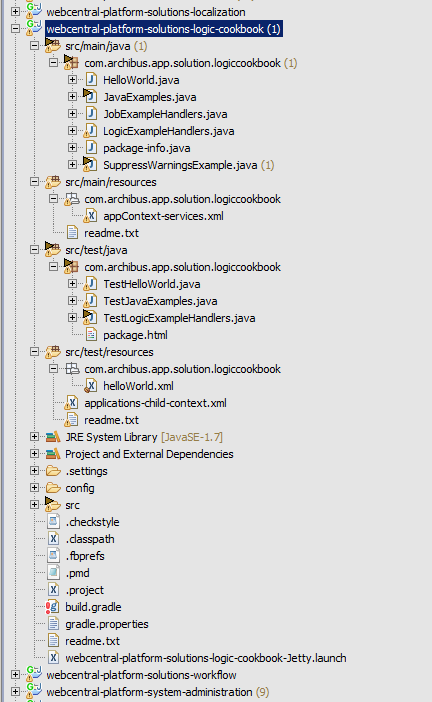 webcentral-platform-solutions-localization
webcentral-platform-solutions-logic-cookbook (1)
src/main/java (1)
com.archibus.app.solution.logiccookbook (1)
HelloWorld.java
JavaExamples.java
JobExampleHandlers.java
LogicExampleHandlers.java
package-info.java
SuppressWarningsExample.java (1)
src/main/resources
com.archibus.app.solution.logiccookbook
appContext-services.xml
readme.txt
src/test/java
com.archibus.app.solution.logiccookbook
TestHelloWorld.java
TestJavaExamples.java
TestLogicExampleHandlers.java
package.html
src/test/resources
com.archibus.app.solution.logiccookbook
helloWorld.xml
applications-child-context.xml
readme.txt
JRE System Library [JavaSE-1.7]
Project and External Dependencies
.settings
config
src
.checkstyle
.classpath
.fbprefs
.pmd
.project
build.gradle
gradle.properties
readme.txt
webcentral-platform-solutions-logic-cookbook-Jetty.launch
webcentral-platform-solutions-workflow
webcentral-platform-system-administration (9)